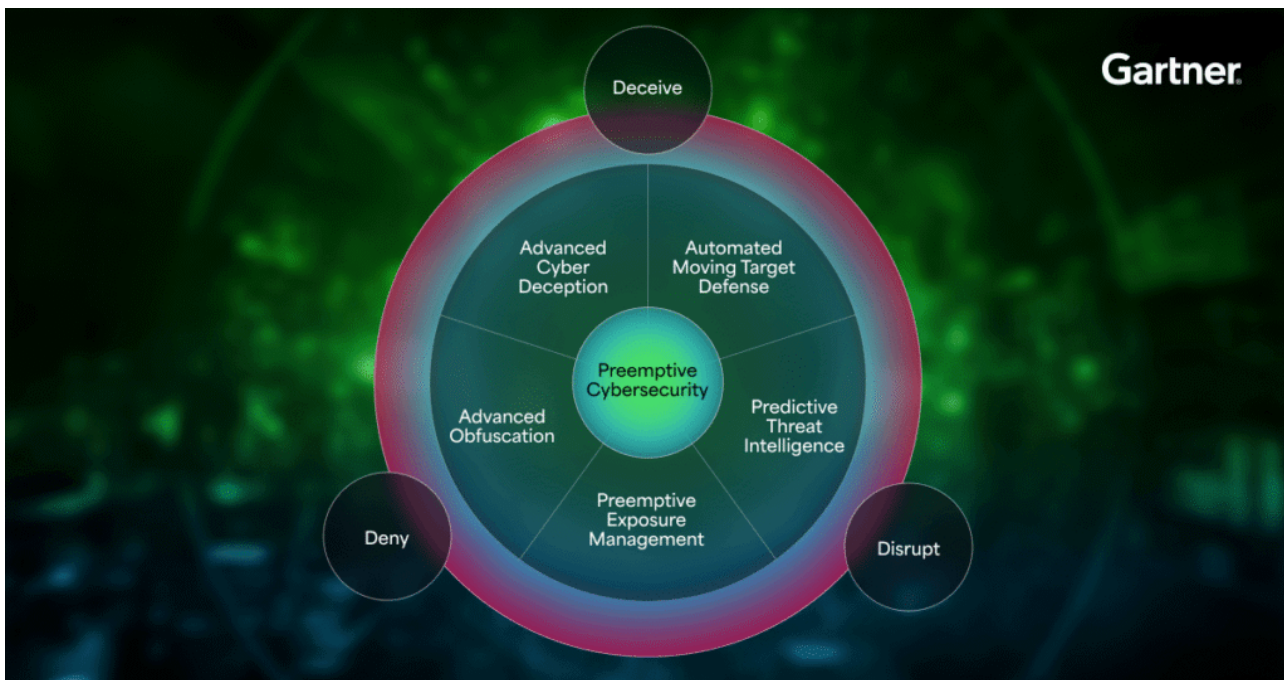 Gartner
Deceive
Advanced
Cyber
Deception
Automated
Moving Target
Defense
Preemptive
Cybersecurity
Advanced
Obfuscation
Predictive
Threat
Intelligence
Preemptive
Exposure
Management
Deny
Disrupt